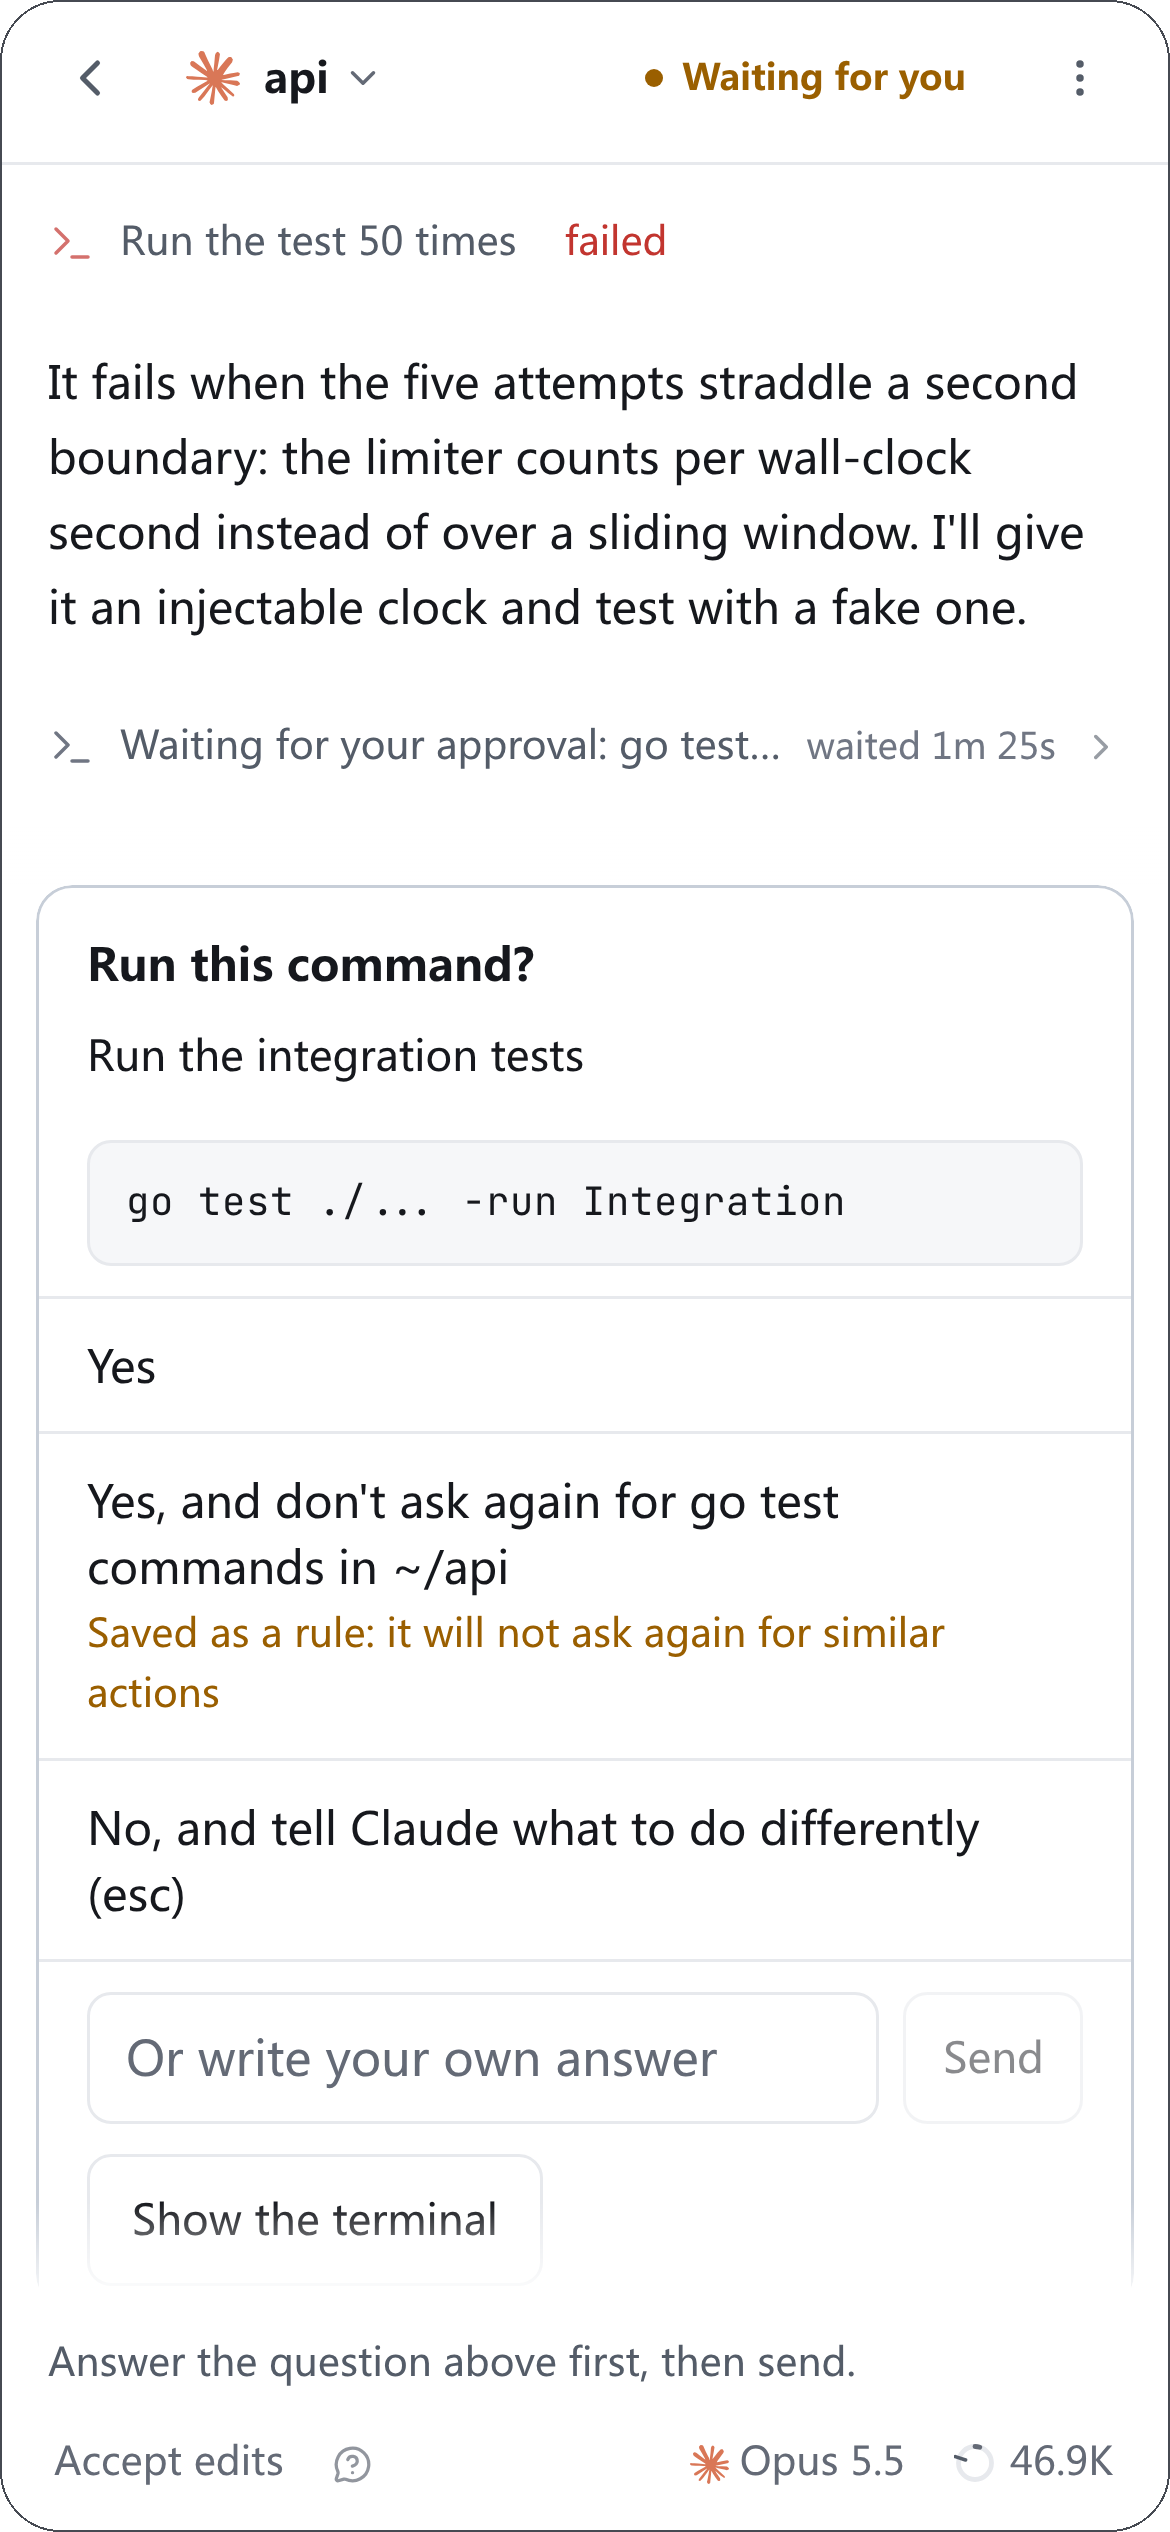 api
Waiting for you
Run the test 50 times failed
It fails when the five attempts straddle a second
boundary: the limiter counts per wall-clock
second instead of over a sliding window. I'll give
it an injectable clock and test with a fake one.
Waiting for your approval: go test... waited 1m 25s
Run this command?
Run the integration tests
go test ./... -run Integration
Yes
Yes, and don't ask again for go test
commands in ~/api
Saved as a rule: it will not ask again for similar
actions
No, and tell Claude what to do differently
(esc)
Or write your own answer
Send
Show the terminal
Answer the question above first, then send.
Accept edits
Opus 5.5
46.9K